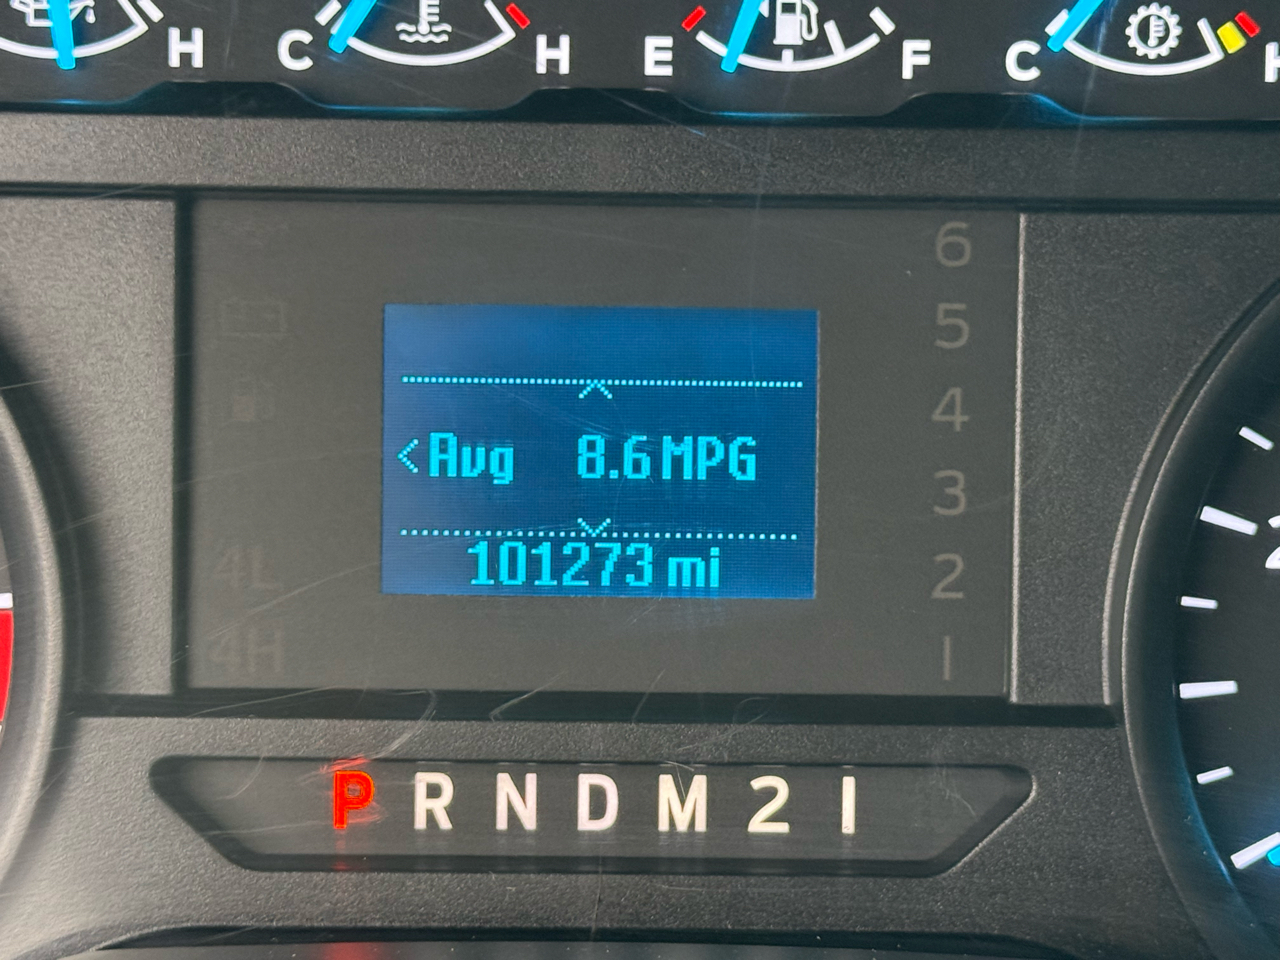 H C H E F C H
6
5
4
3
2
1
<Avg 8.6 MPG
101273 mi
4L
4H
P R N D M 2 1